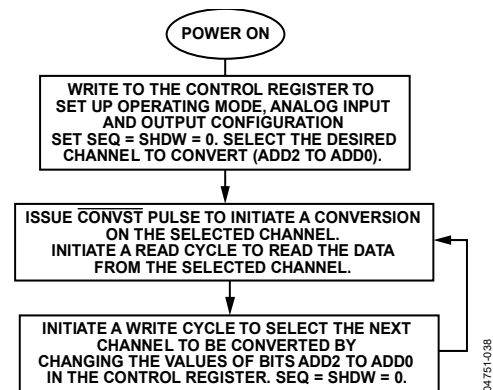 POWER ON
WRITE TO THE CONTROL REGISTER TO
SET UP OPERATING MODE, ANALOG INPUT
AND OUTPUT CONFIGURATION
SET SEQ = SHDW = 0. SELECT THE DESIRED
CHANNEL TO CONVERT (ADD2 TO ADD0).
ISSUE CONVST PULSE TO INITIATE A CONVERSION
ON THE SELECTED CHANNEL.
INITIATE A READ CYCLE TO READ THE DATA
FROM THE SELECTED CHANNEL.
INITIATE A WRITE CYCLE TO SELECT THE NEXT
CHANNEL TO BE CONVERTED BY
CHANGING THE VALUES OF BITS ADD2 TO ADD0
IN THE CONTROL REGISTER. SEQ = SHDW = 0.
04751-038